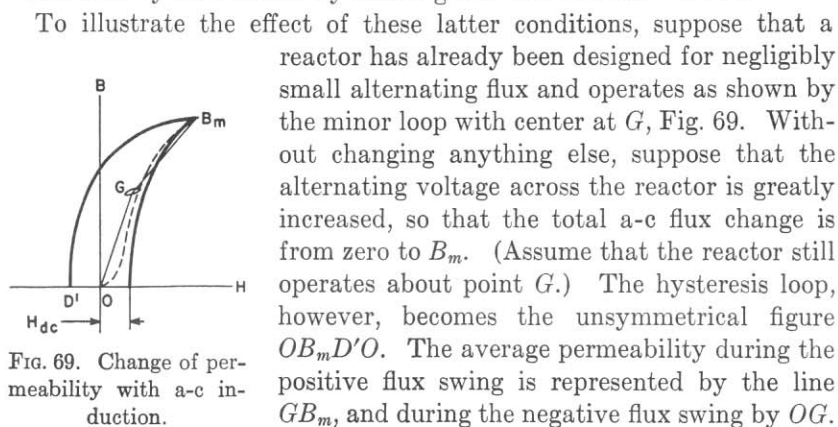 To illustrate the effect of these latter conditions, suppose that a
reactor has already been designed for negligibly
small alternating flux and operates as shown by
the minor loop with center at G, Fig. 69. With-
out changing anything else, suppose that the
alternating voltage across the reactor is greatly
increased, so that the total a-c flux change is
from zero to Bm. (Assume that the reactor still
operates about point G.) The hysteresis loop,
however, becomes the unsymmetrical figure
OBmD'O. The average permeability during the
positive flux swing is represented by the line
GBm, and during the negative flux swing by OG.
B
Bm
G
H
D' O
Hdc
Fig. 69. Change of per-
meability with a-c in-
duction.